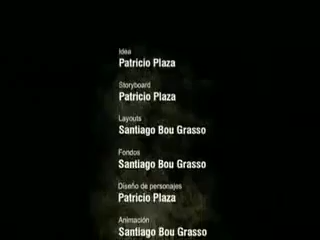 Idea
Patricio Plaza
Storyboard
Patricio Plaza
Layouts
Santiago Bou Grasso
Fondos
Santiago Bou Grasso
Diseño de personajes
Patricio Plaza
Animación
Santiago Bou Grasso